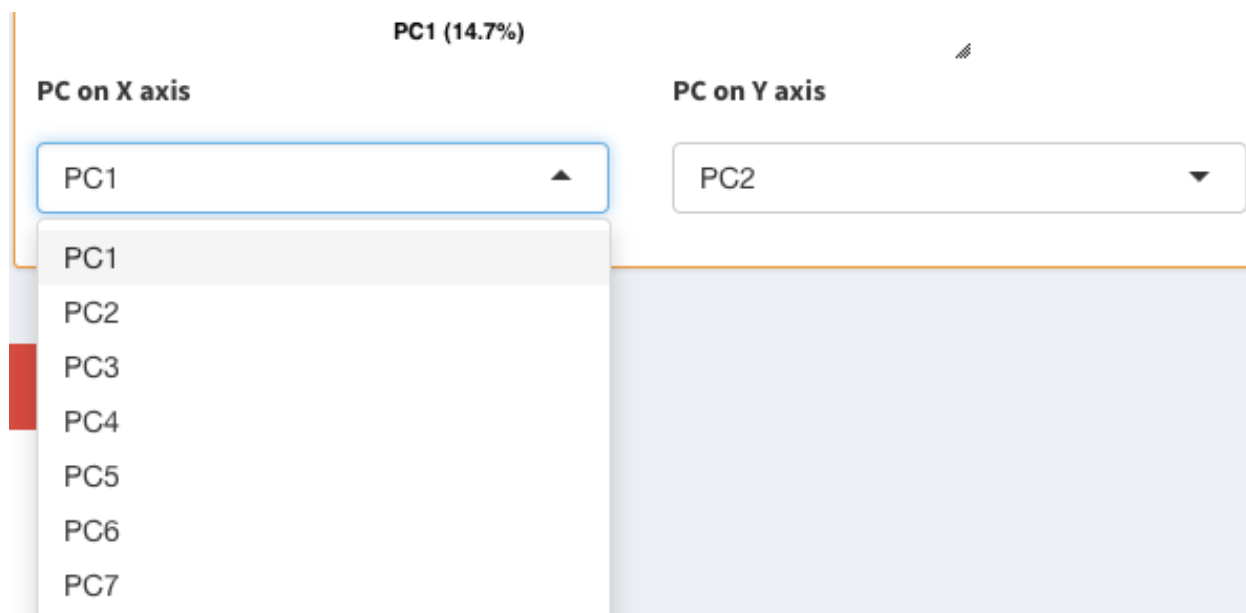 PC1 (14.7%)
PC on X axis
PC on Y axis
PC1
PC2
PC1
PC2
PC3
PC4
PC5
PC6
PC7